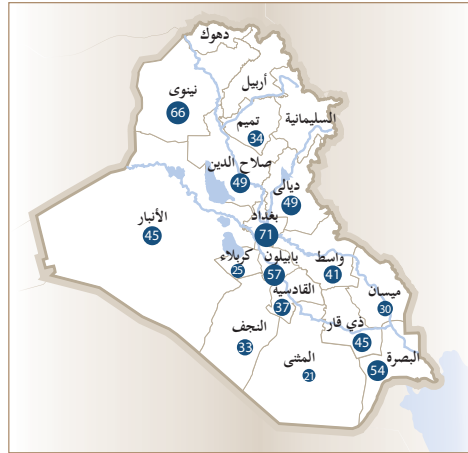 دهوك
أربيل
نينوى
66
السليمانية
تميم
34
صلاح الدين
49
ديالى
49
الأنبار
45
بغداد
71
كربلاء
25
بابيلون
57
واسط
41
القادسية
37
ميسان
30
النجف
33
ذي قار
45
المثنى
21
البصرة
54